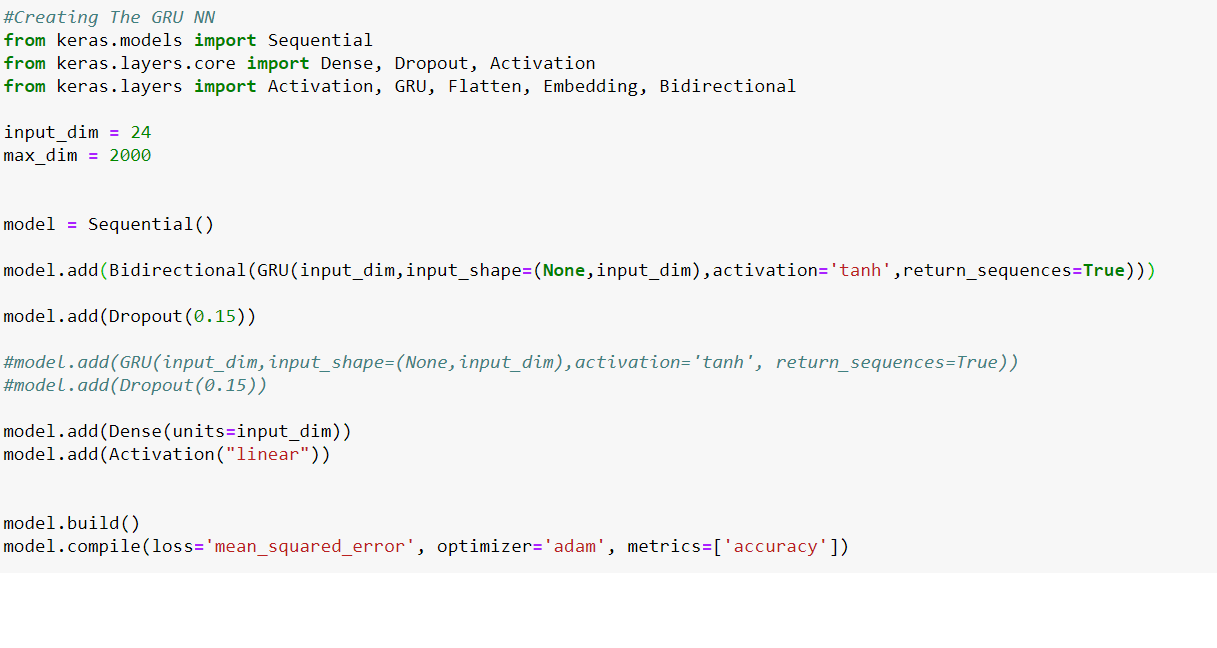 #Creating The GRU NN
from keras.models import Sequential
from keras.layers.core import Dense, Dropout, Activation
from keras.layers import Activation, GRU, Flatten, Embedding, Bidirectional
input_dim = 24
max_dim = 2000
model = Sequential()
model.add(Bidirectional(GRU(input_dim,input_shape=(None,input_dim),activation='tanh',return_sequences=True)))
model.add(Dropout(0.15))
#model.add(GRU(input_dim,input_shape=(None,input_dim),activation='tanh', return_sequences=True))
#model.add(Dropout(0.15))
model.add(Dense(units=input_dim))
model.add(Activation("linear"))
model.build()
model.compile(loss='mean_squared_error', optimizer='adam', metrics=['accuracy'])